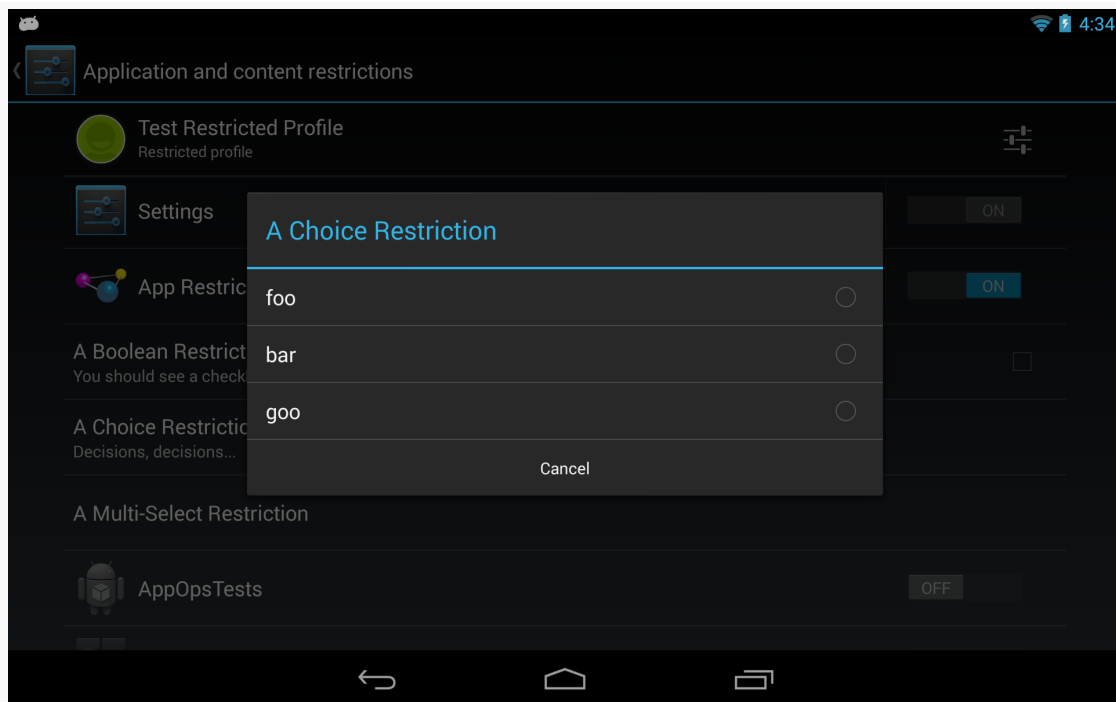 4:34
Application and content restrictions
Test Restricted Profile
Restricted profile
Settings
ON
A Choice Restriction
App Restric
ON
foo
A Boolean Restrict
You should see a check
bar
A Choice Restrictio
Decisions, decisions...
goo
Cancel
A Multi-Select Restriction
AppOpsTests
OFF